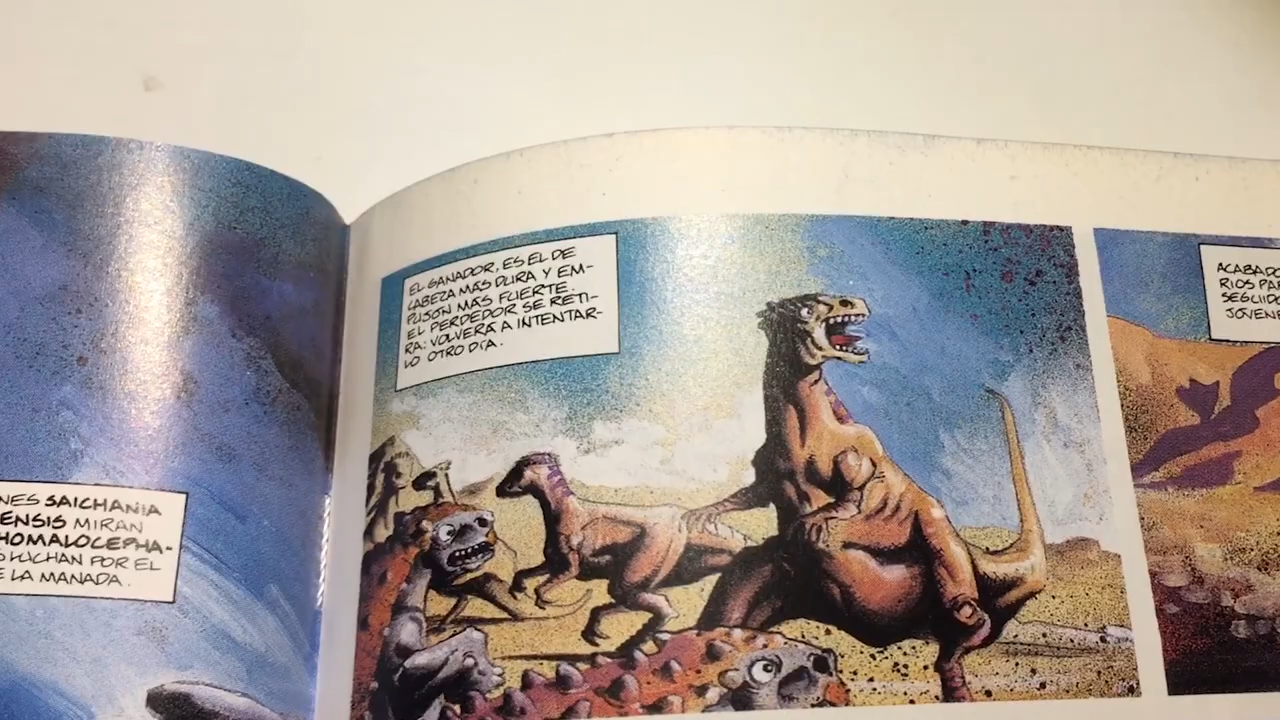 NES SAICHANIA
ENSIS MIRAN
HOMALOCEPHA-
S LUCHAN POR EL
E LA MANADA.
EL GANADOR, ES EL DE
CABEZA MÁS DURA Y EM-
PUJÓN MÁS FUERTE.
EL PERDEDOR SE RETI-
RA: VOLVERÁ A INTENTAR-
LO OTRO DÍA.
ACABADO
RIOS PAR
SEGUID
JÓVENE